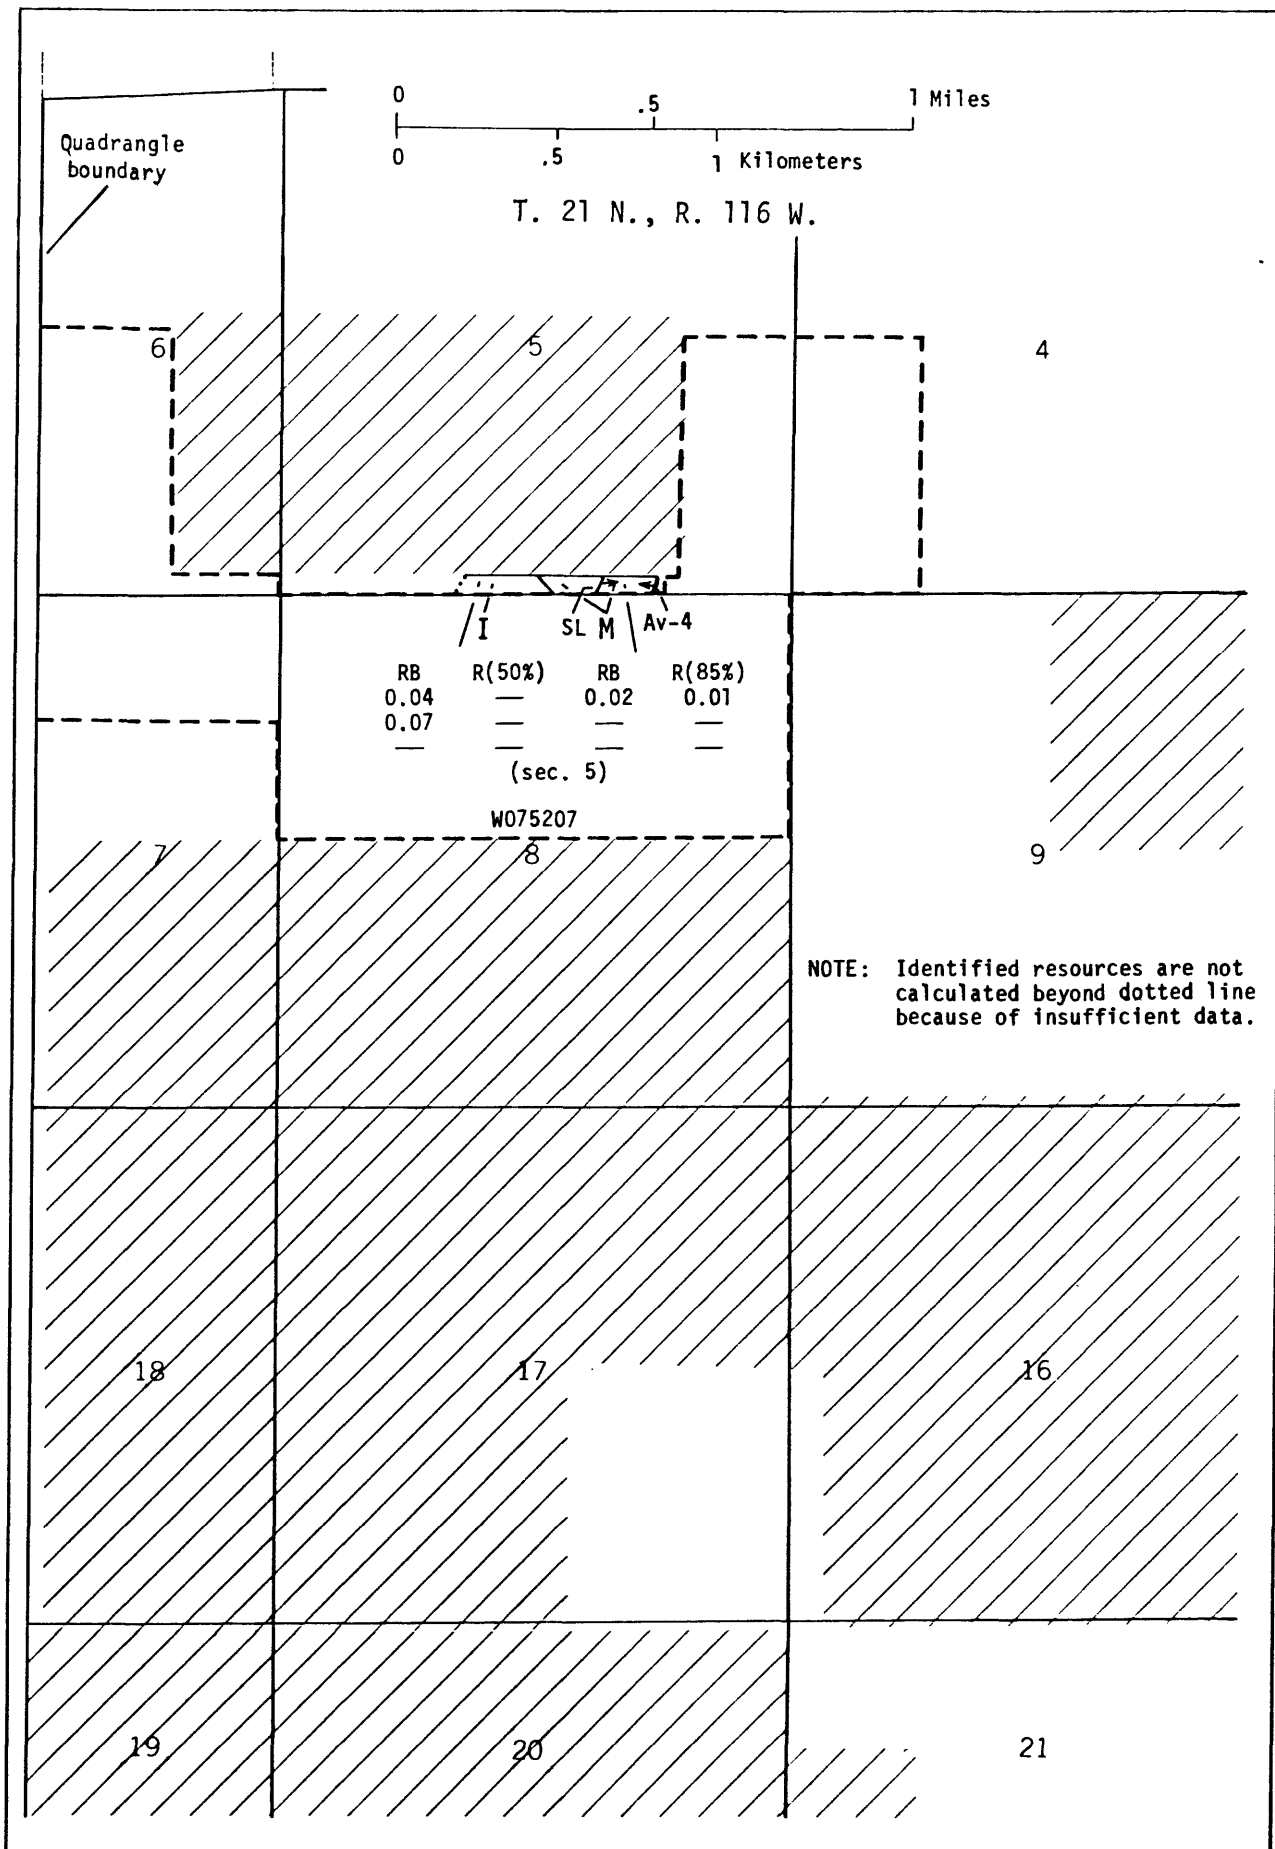 0 .5 1 Miles
0 .5 1 Kilometers
Quadrangle
boundary
T. 21 N., R. 116 W.
6 5 4
I SL M Av-4
RB R(50%) RB R(85%)
0.04 — 0.02 0.01
0.07 — — —
— — — —
(sec. 5)
W075207
7 8 9
NOTE: Identified resources are not
calculated beyond dotted line
because of insufficient data.
18 17 16
19 20 21